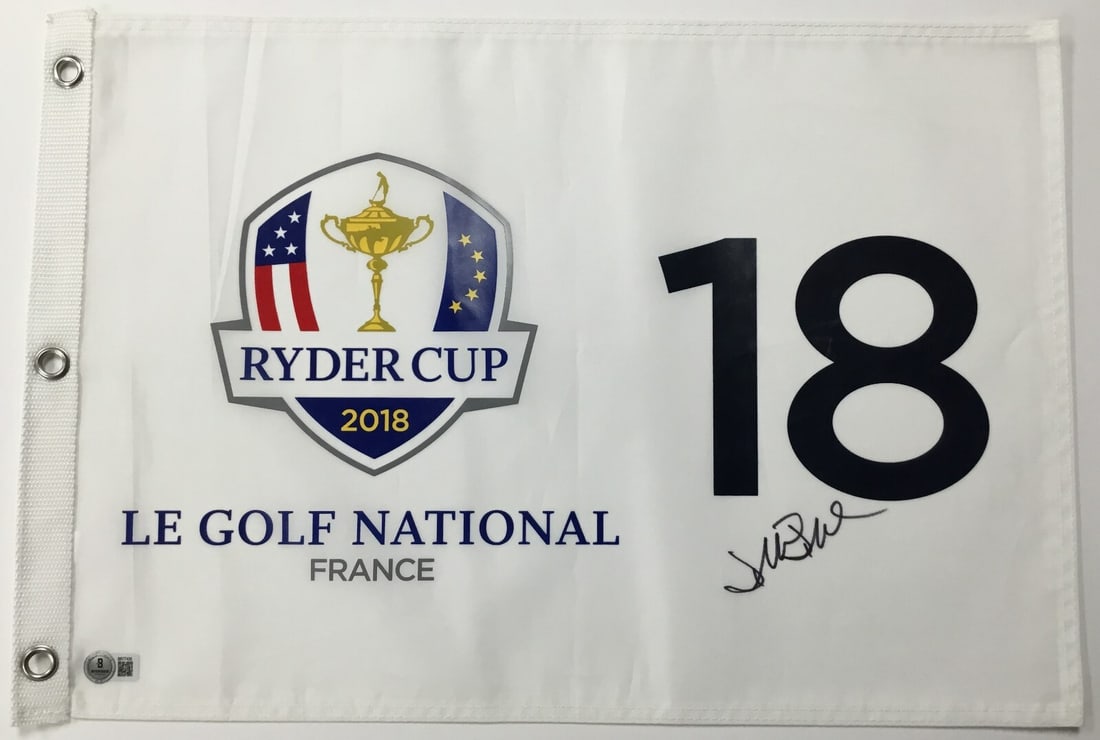 RYDER CUP
2018
LE GOLF NATIONAL
FRANCE
18